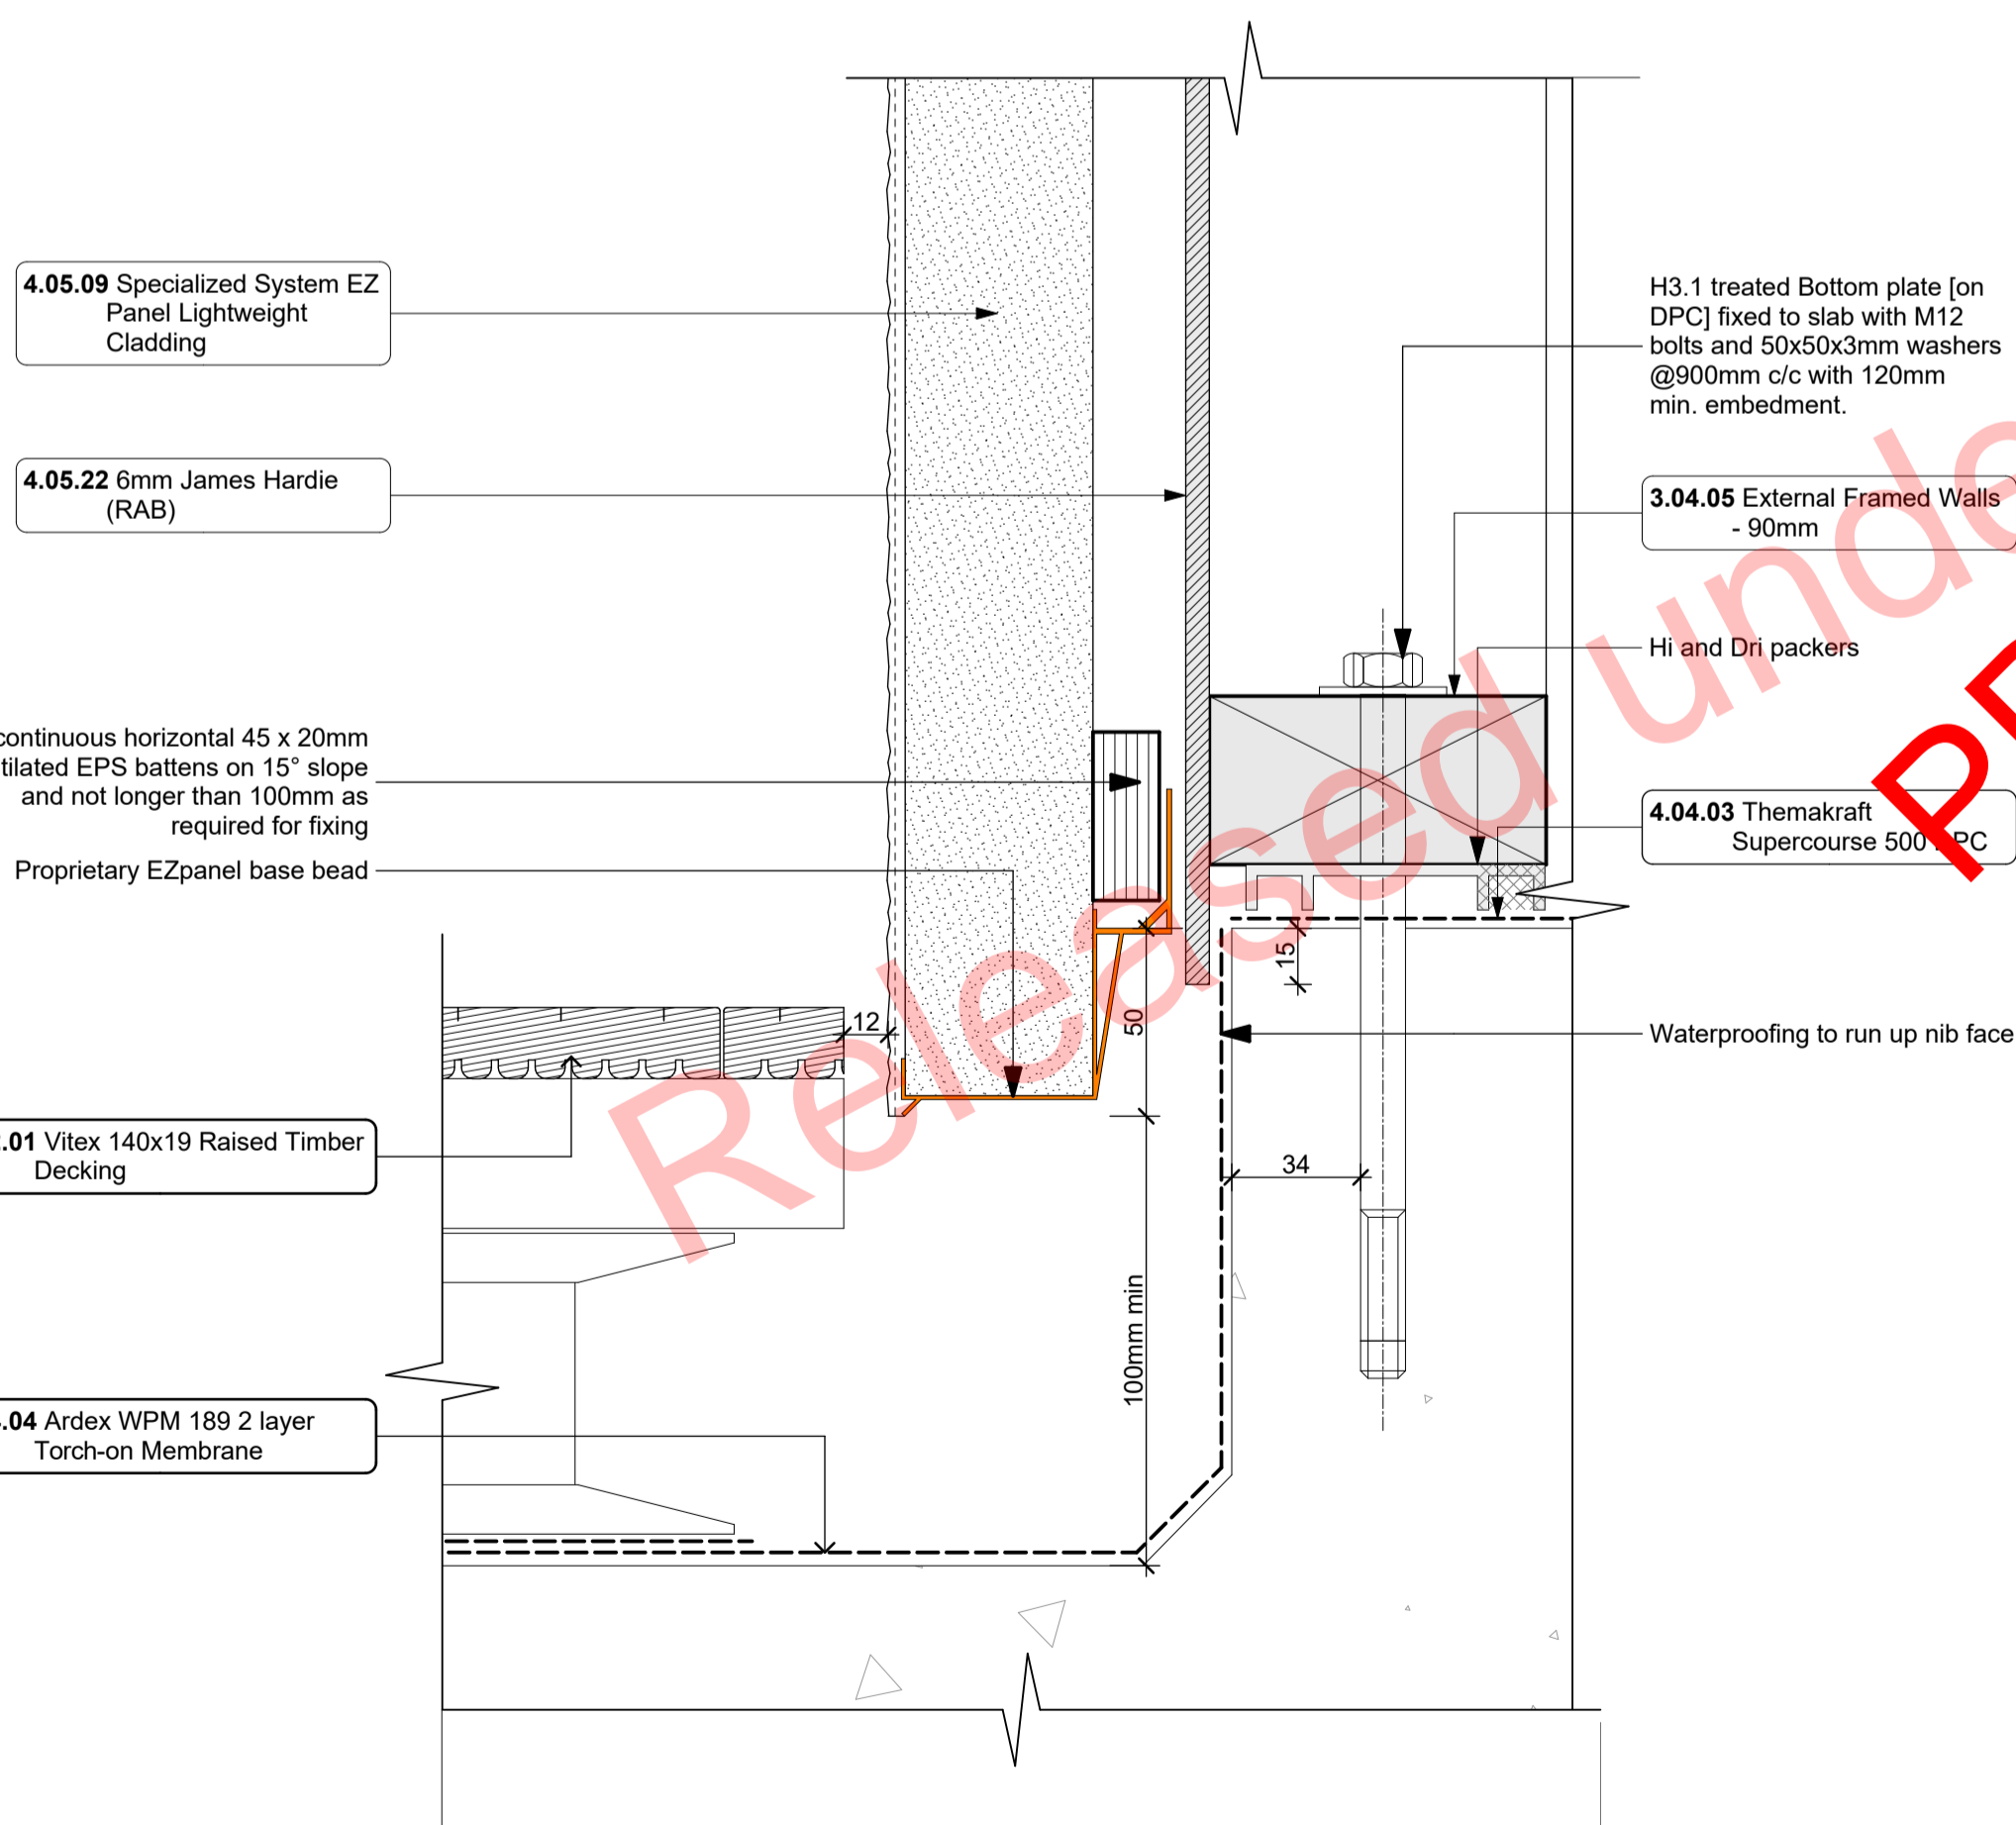 4.05.09 Specialized System EZ
Panel Lightweight
Cladding
4.05.22 6mm James Hardie
(RAB)
continuous horizontal 45 x 20mm
EPS battens on 15° slope
and not longer than 100mm as
required for fixing
Proprietary EZpanel base bead
.01 Vitex 140x19 Raised Timber
Decking
.04 Ardex WPM 189 2 layer
Torch-on Membrane
H3.1 treated Bottom plate [on
DPC] fixed to slab with M12
bolts and 50x50x3mm washers
@900mm c/c with 120mm
min. embedment.
3.04.05 External Framed Walls
- 90mm
Hi and Dri packers
4.04.03 Themakraft
Supercourse 500 DPC
Waterproofing to run up nib face
12
15
50
34
100mm min
Released